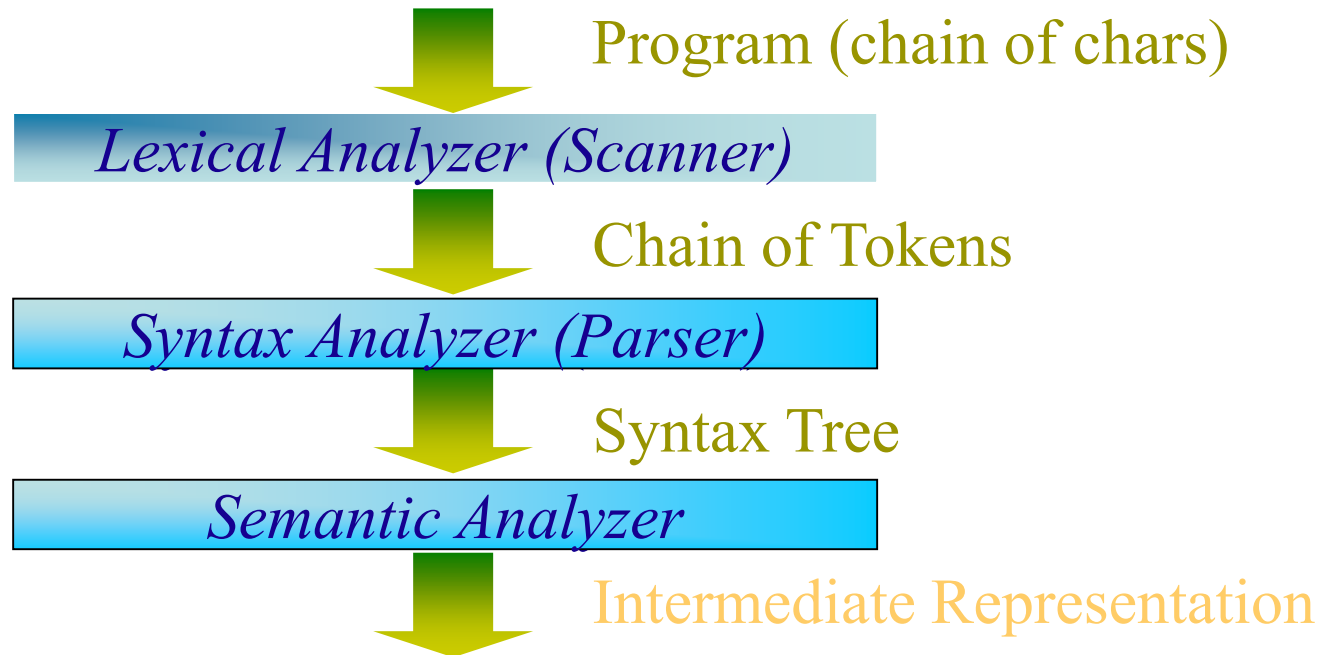 Program (chain of chars)
Lexical Analyzer (Scanner)
Chain of Tokens
Syntax Analyzer (Parser)
Syntax Tree
Semantic Analyzer
Intermediate Representation